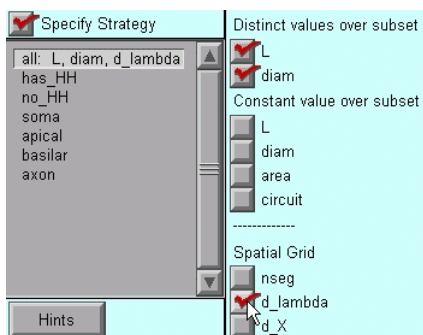 Specify Strategy
all: L, diam, d_lambda
has_HH
no_HH
soma
apical
basilar
axon
Hints
Distinct values over subset
L
diam
Constant value over subset
L
diam
area
circuit
-------------
Spatial Grid
nseg
d_lambda
d_X